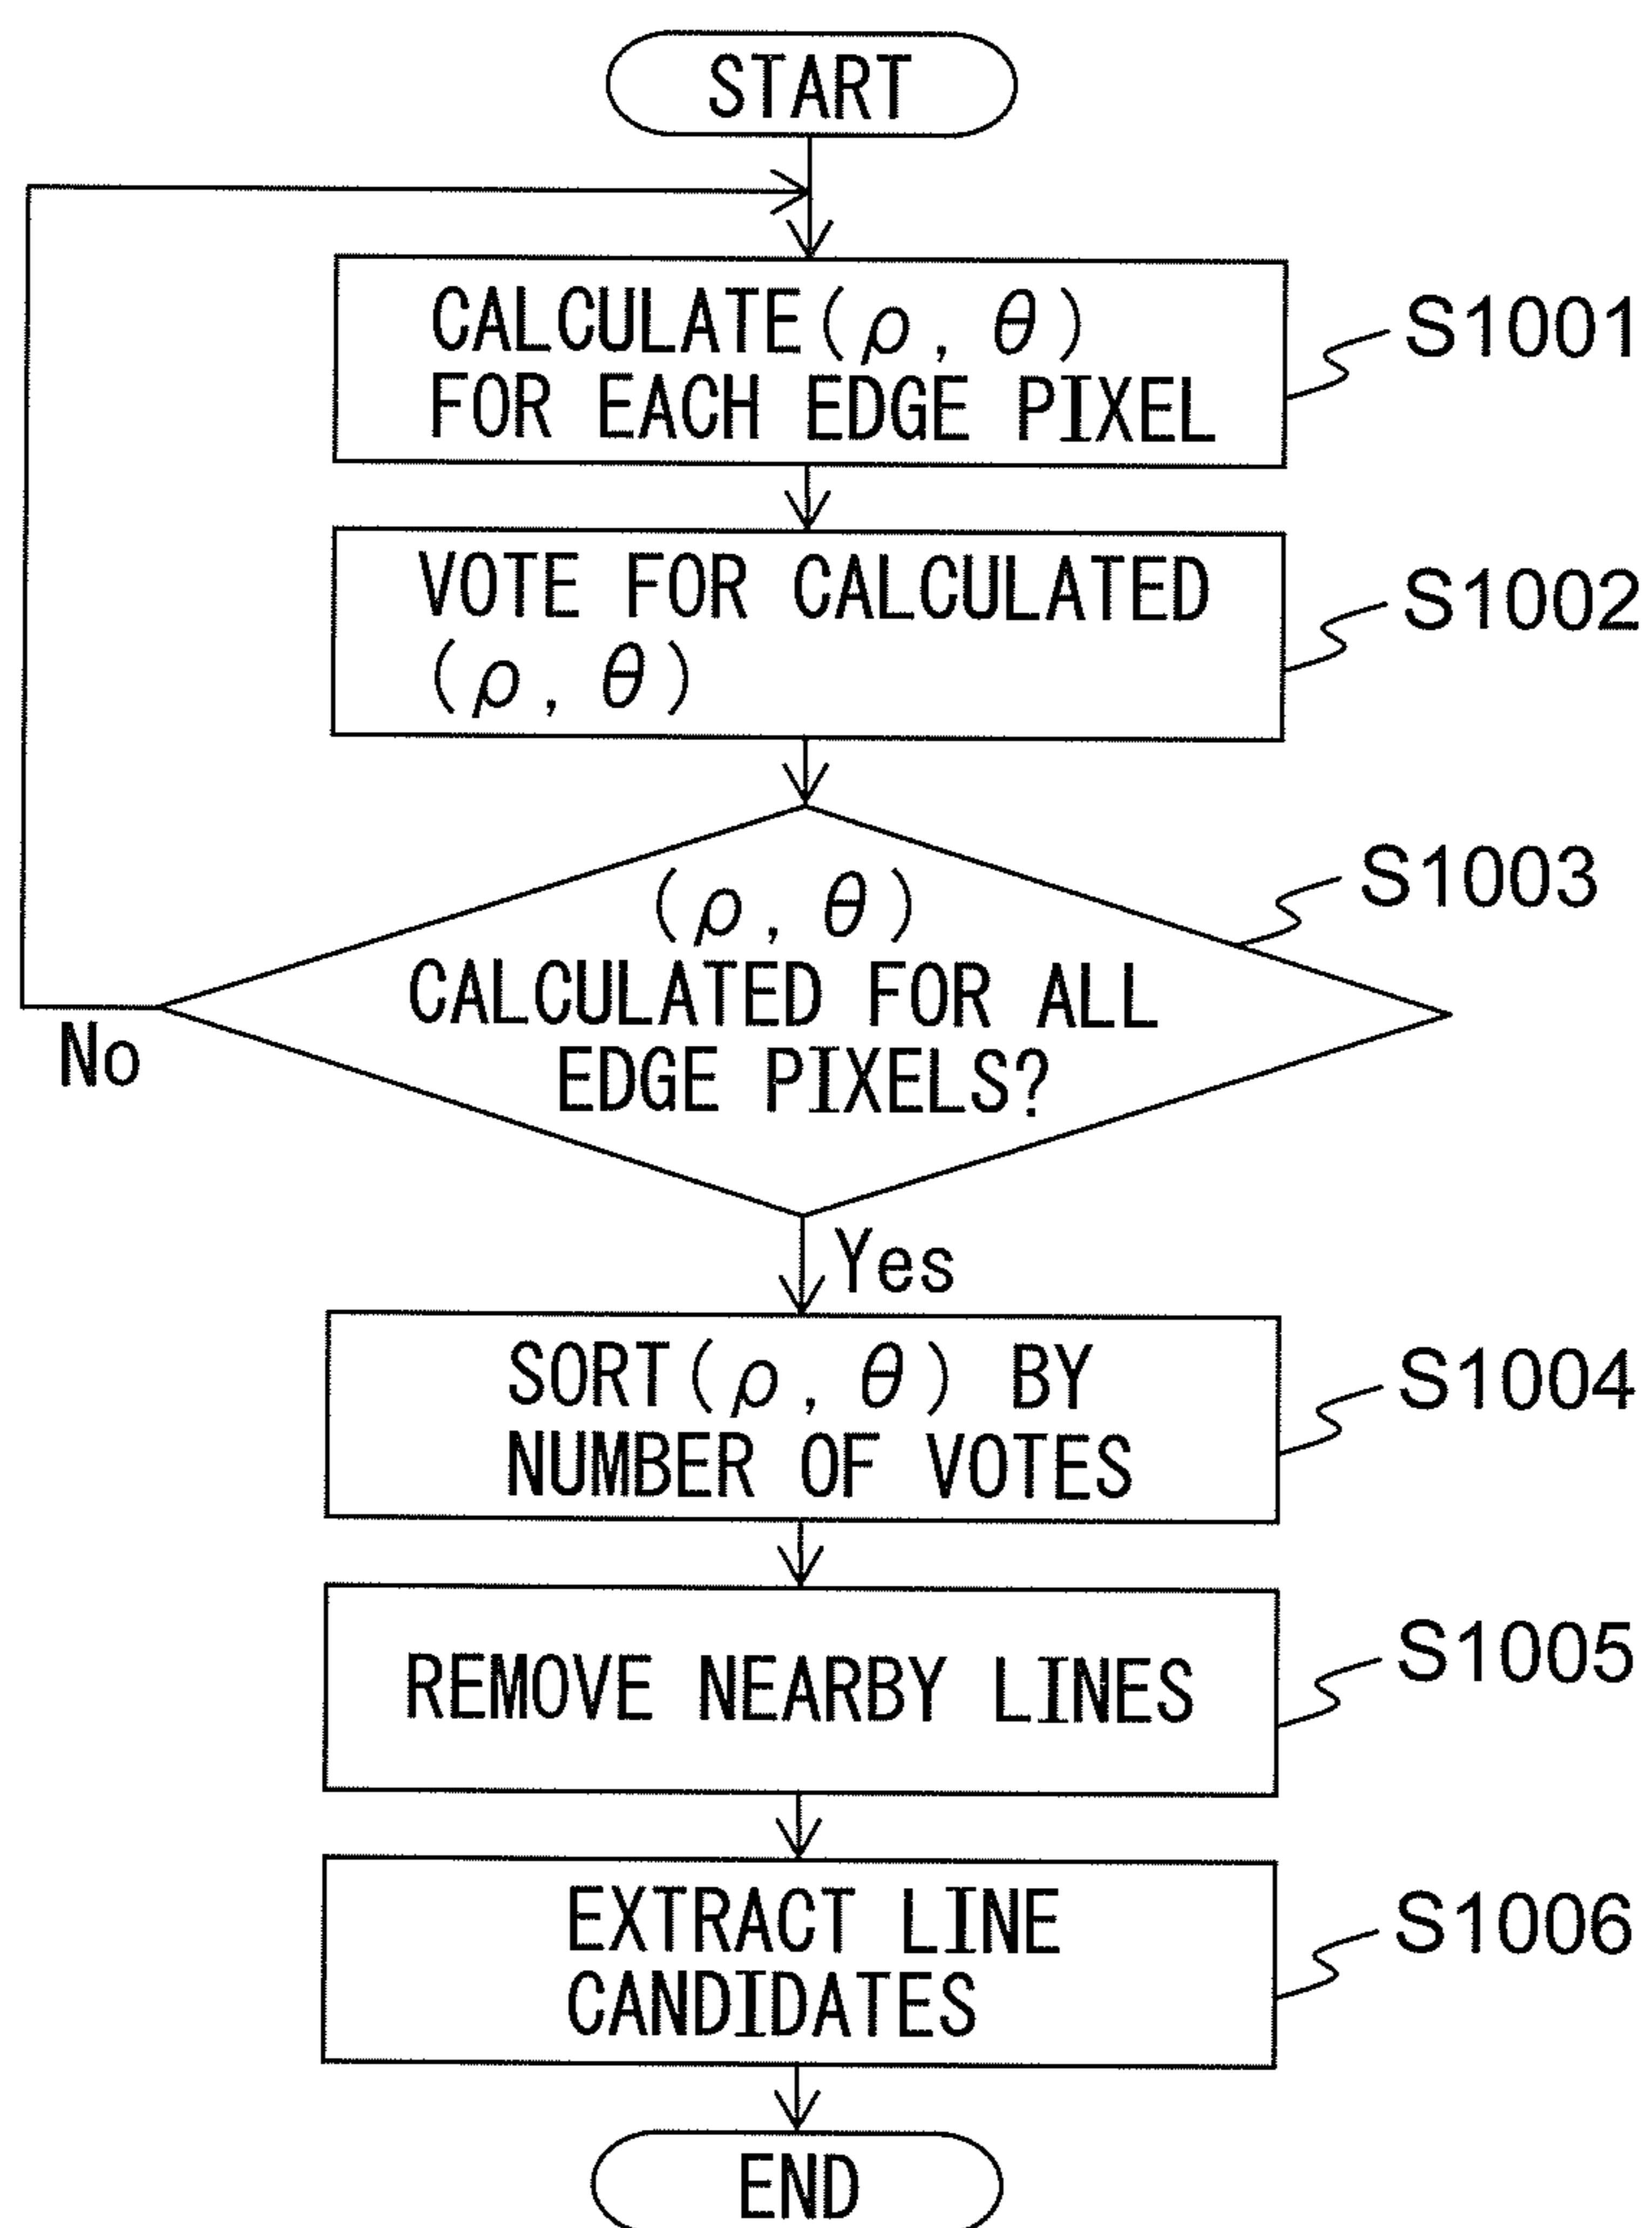 START
CALCULATE(ρ, θ)
FOR EACH EDGE PIXEL
S1001
VOTE FOR CALCULATED
(ρ, θ)
S1002
(ρ, θ)
CALCULATED FOR ALL
EDGE PIXELS?
S1003
No
Yes
SORT(ρ, θ) BY
NUMBER OF VOTES
S1004
REMOVE NEARBY LINES
S1005
EXTRACT LINE
CANDIDATES
S1006
END